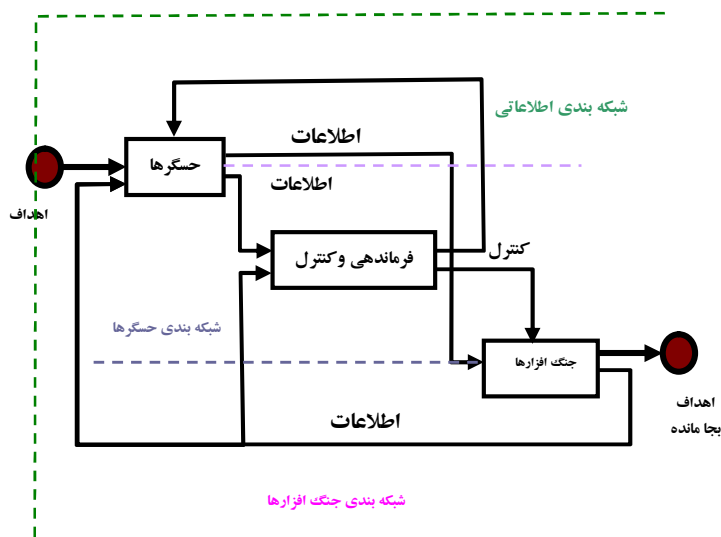 شبکه بندی اطلاعاتی
اطلاعات
حسگرها
اطلاعات
اهداف
کنترل
فرماندهی وکنترل
شبکه بندی حسگرها
جنگ افزارها
اهداف
بجا مانده
اطلاعات
شبکه بندی جنگ افزارها